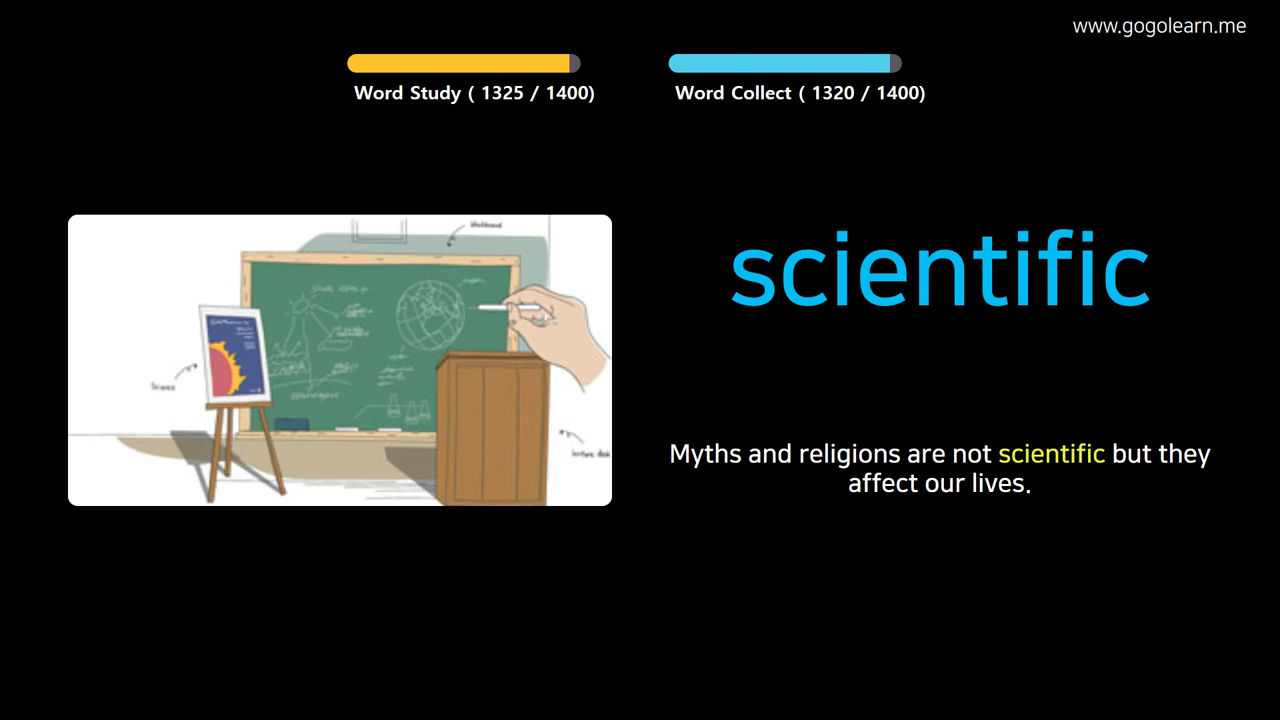 www.gogolearn.me
Word Study ( 1325 / 1400)
Word Collect ( 1320 / 1400)
scientific
Myths and religions are not scientific but they
affect our lives.
Science